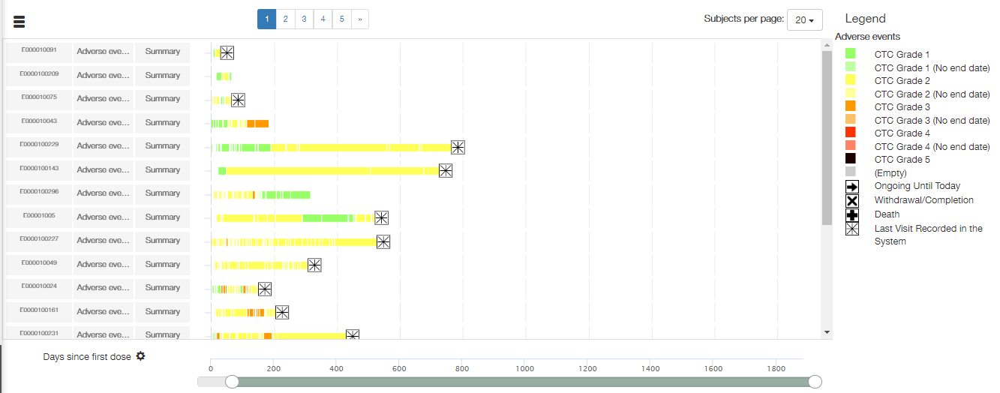 1 2 3 4 5 »
Subjects per page: 20
Legend
Adverse events
CTC Grade 1
CTC Grade 1 (No end date)
CTC Grade 2
CTC Grade 2 (No end date)
CTC Grade 3
CTC Grade 3 (No end date)
CTC Grade 4
CTC Grade 4 (No end date)
CTC Grade 5
(Empty)
Ongoing Until Today
Withdrawal/Completion
Death
Last Visit Recorded in the
System
E000010091 Adverse eve... Summary
E0000100209 Adverse eve... Summary
E000010075 Adverse eve... Summary
E000010043 Adverse eve... Summary
E0000100229 Adverse eve... Summary
E0000100143 Adverse eve... Summary
E0000100296 Adverse eve... Summary
E00001005 Adverse eve... Summary
E0000100227 Adverse eve... Summary
E000010049 Adverse eve... Summary
E000010024 Adverse eve... Summary
E0000100161 Adverse eve... Summary
E0000100231 Adverse eve... Summary
Days since first dose
0 200 400 600 800 1000 1200 1400 1600 1800